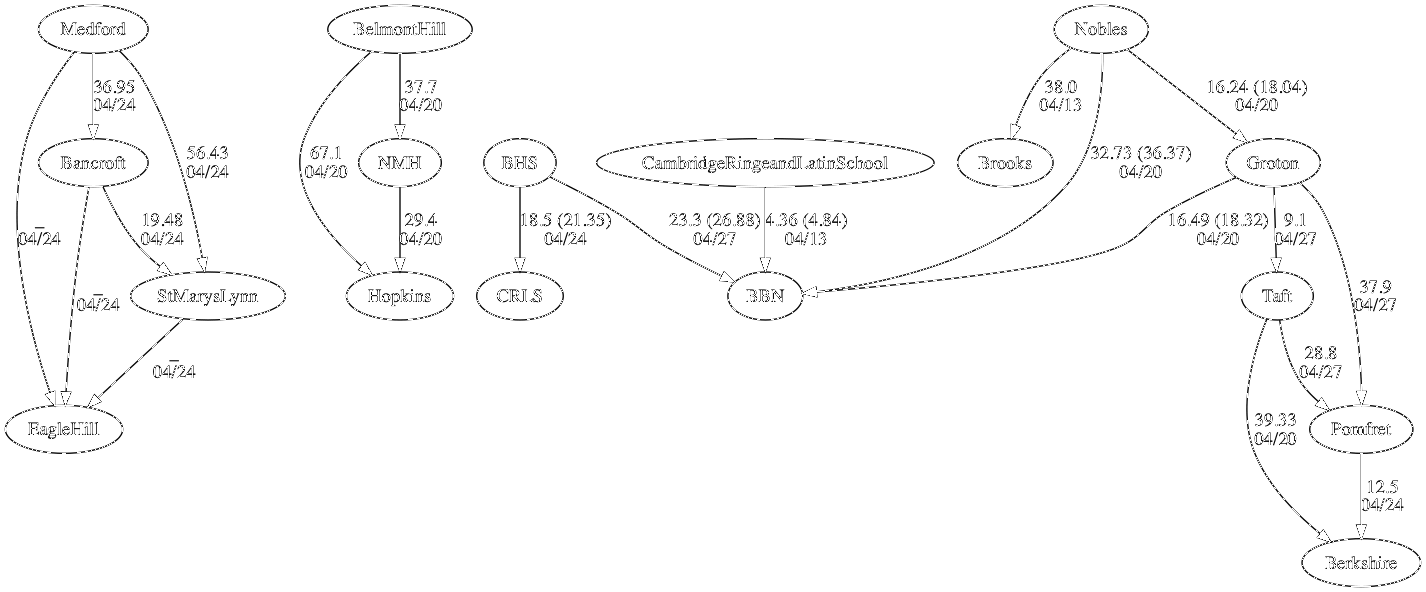 Medford
BelmontHill
Nobles
36.95
04/24
37.7
04/20
38.0
04/13
16.24 (18.04)
04/20
Bancroft
56.43
04/24
67.1
04/20
NMH
BHS
CambridgeRingeandLatinSchool
Brooks
32.73 (36.37)
04/20
Groton
–
04/24
19.48
04/24
29.4
04/20
18.5 (21.35)
04/24
23.3 (26.88)
04/27
4.36 (4.84)
04/13
16.49 (18.32)
04/20
9.1
04/27
–
04/24
StMarysLynn
Hopkins
CRLS
BBN
Taft
37.9
04/27
–
04/24
28.8
04/27
EagleHill
39.33
04/20
Pomfret
12.5
04/24
Berkshire